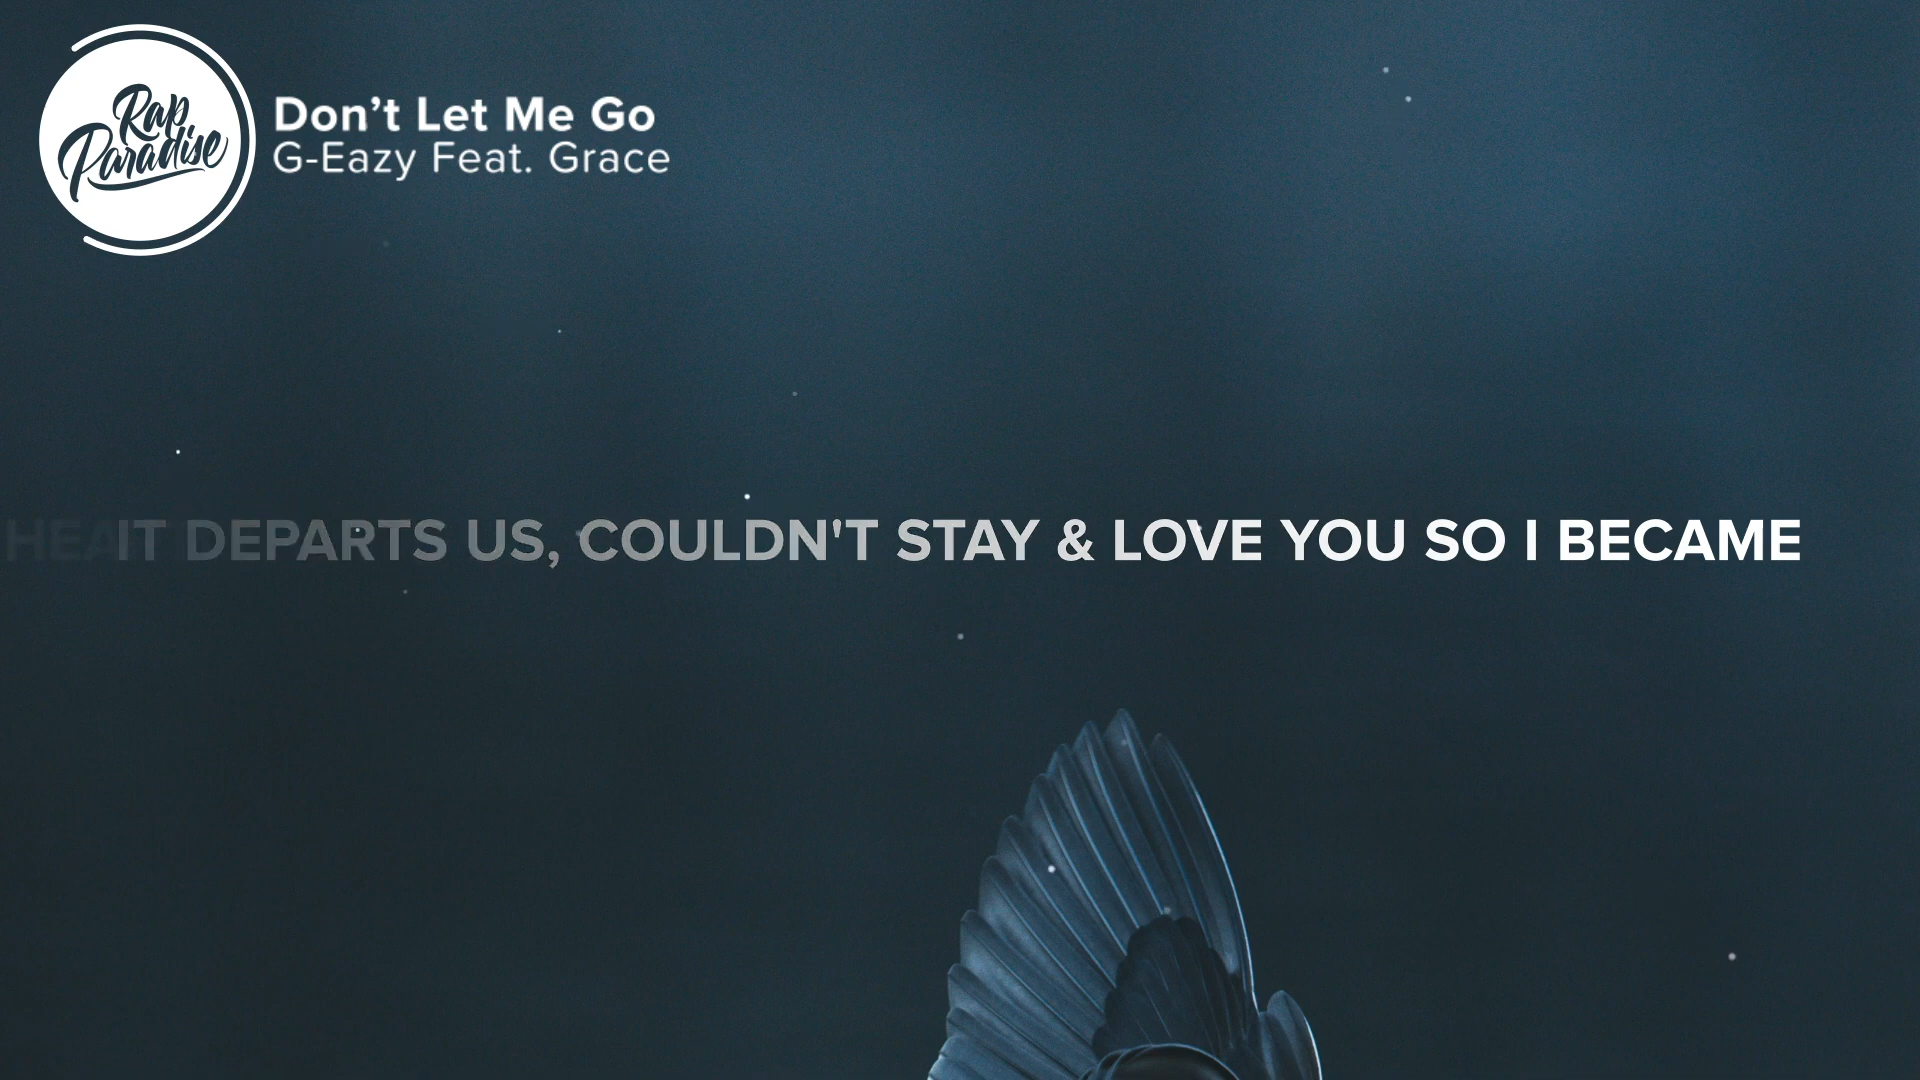 Rap
Paradise
Don’t Let Me Go
G-Eazy Feat. Grace
IT DEPARTS US, COULDN'T STAY & LOVE YOU SO I BECAME